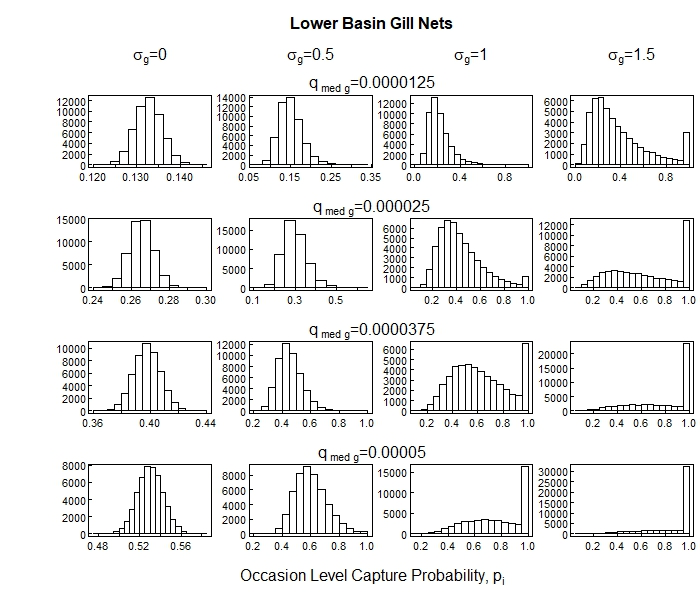 Lower Basin Gill Nets
σg=0 σg=0.5 σg=1 σg=1.5
q med g=0.0000125
12000 10000 8000 6000 4000 2000 0
0.120 0.130 0.140
14000 12000 10000 8000 6000 4000 2000 0
0.05 0.15 0.25 0.35
12000 10000 8000 6000 4000 2000 0
0.0 0.4 0.8
6000 5000 4000 3000 2000 1000 0
0.0 0.4 0.8
q med g=0.000025
15000 10000 5000 0
0.24 0.26 0.28 0.30
15000 10000 5000 0
0.1 0.3 0.5
6000 5000 4000 3000 2000 1000 0
0.2 0.4 0.6 0.8 1.0
12000 10000 8000 6000 4000 2000 0
0.2 0.4 0.6 0.8 1.0
q med g=0.0000375
10000 8000 6000 4000 2000 0
0.36 0.40 0.44
12000 10000 8000 6000 4000 2000 0
0.2 0.4 0.6 0.8 1.0
6000 5000 4000 3000 2000 1000 0
0.2 0.4 0.6 0.8 1.0
20000 15000 10000 5000 0
0.2 0.4 0.6 0.8 1.0
q med g=0.00005
8000 6000 4000 2000 0
0.48 0.52 0.56
8000 6000 4000 2000 0
0.2 0.4 0.6 0.8 1.0
15000 10000 5000 0
0.2 0.4 0.6 0.8 1.0
30000 25000 20000 15000 10000 5000 0
0.2 0.4 0.6 0.8 1.0
Occasion Level Capture Probability, pi